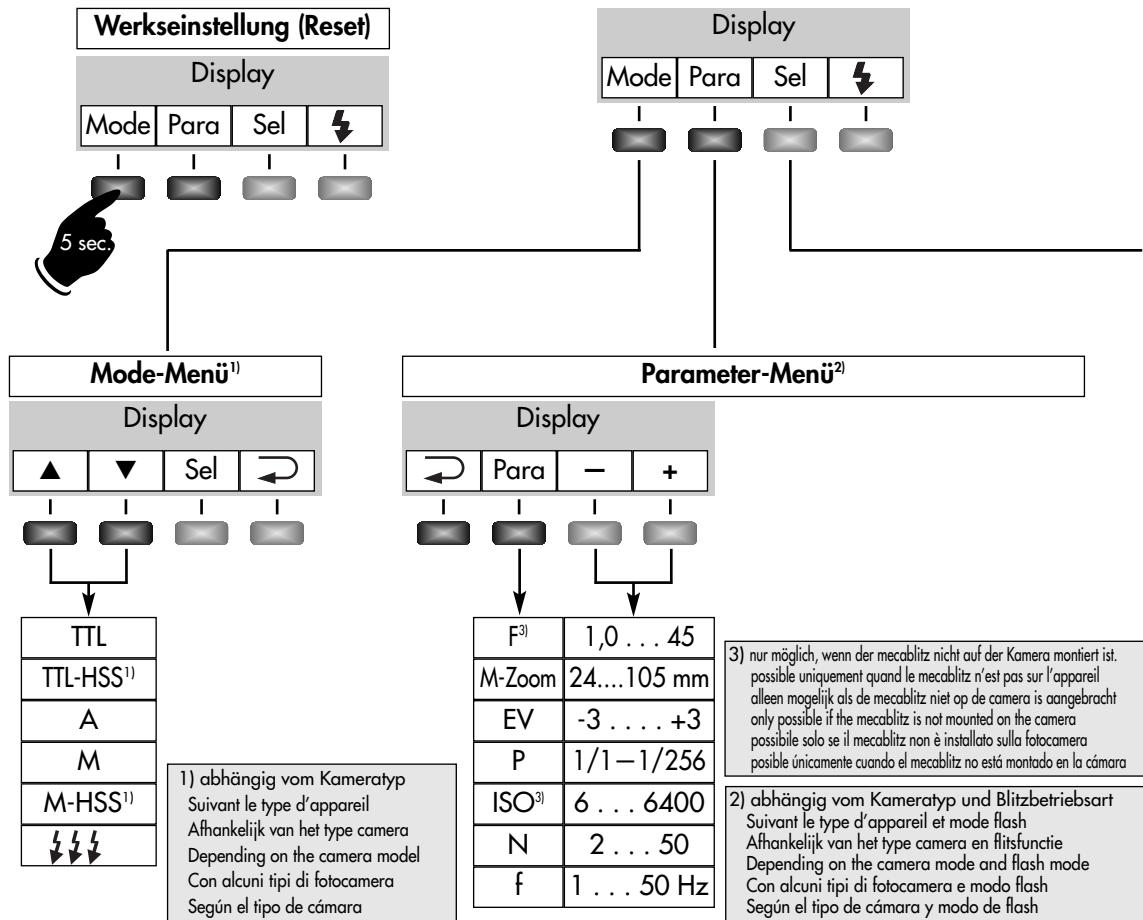 Werkseinstellung (Reset)
Display
Mode Para Sel
5 sec.
Display
Mode Para Sel
Mode-Menü1)
Display
▲ ▼ Sel
TTL
TTL-HSS1)
A
M
M-HSS1)
1) abhängig vom Kameratyp
Suivant le type d'appareil
Afhankelijk van het type camera
Depending on the camera model
Con alcuni tipi di fotocamera
Según el tipo de cámara
Parameter-Menü2)
Display
Para – +
F3) 1,0 . . . 45
M-Zoom 24....105 mm
EV -3 . . . . +3
P 1/1–1/256
ISO3) 6 . . . 6400
N 2 . . . 50
f 1 . . . 50 Hz
3) nur möglich, wenn der mecablitz nicht auf der Kamera montiert ist.
possible uniquement quand le mecablitz n'est pas sur l'appareil
alleen mogelijk als de mecablitz niet op de camera is aangebracht
only possible if the mecablitz is not mounted on the camera
possibile solo se il mecablitz non è installato sulla fotocamera
posible únicamente cuando el mecablitz no está montado en la cámara
2) abhängig vom Kameratyp und Blitzbetriebsart
Suivant le type d'appareil et mode flash
Afhankelijk van het type camera en flitsfunctie
Depending on the camera mode and flash mode
Con alcuni tipi di fotocamera e modo flash
Según el tipo de cámara y modo de flash